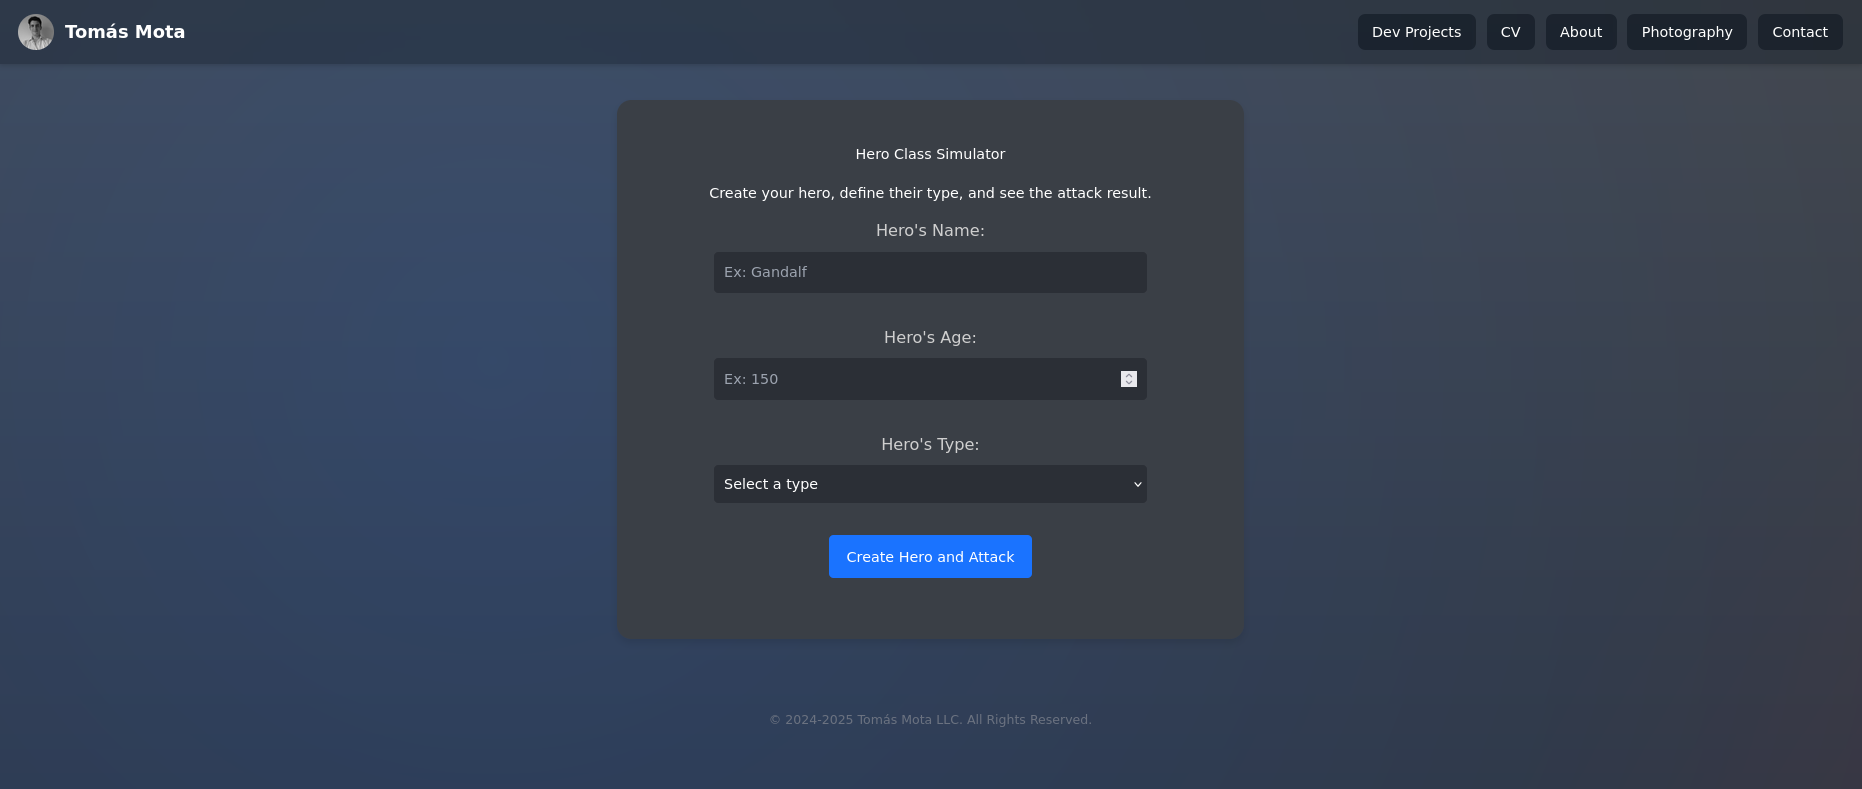 Tomás Mota
Dev Projects
CV
About
Photography
Contact
Hero Class Simulator
Create your hero, define their type, and see the attack result.
Hero's Name:
Ex: Gandalf
Hero's Age:
Ex: 150
Hero's Type:
Select a type
Create Hero and Attack
© 2024-2025 Tomás Mota LLC. All Rights Reserved.